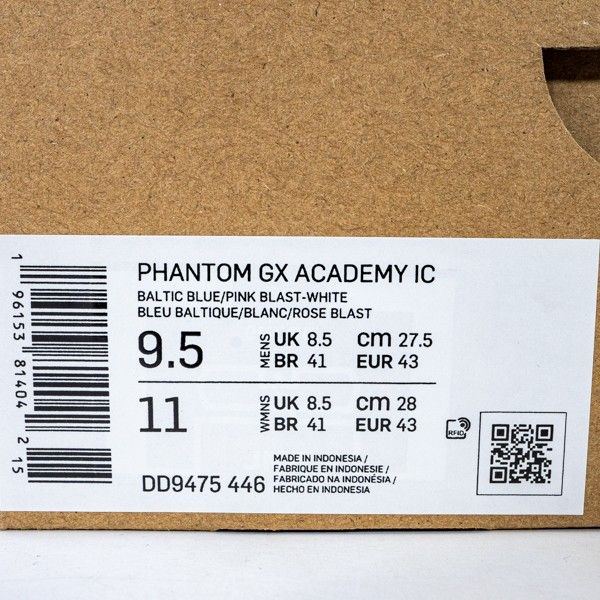 1 96153 81404 2 15
PHANTOM GX ACADEMY IC
BALTIC BLUE/PINK BLAST-WHITE
BLEU BALTIQUE/BLANC/ROSE BLAST
9.5 MENS UK 8.5 cm 27.5
BR 41 EUR 43
11 WMNS UK 8.5 cm 28
BR 41 EUR 43
RFID
DD9475 446
MADE IN INDONESIA /
FABRIQUE EN INDONESIE /
FABRICADO NA INDONÉSIA /
HECHO EN INDONESIA